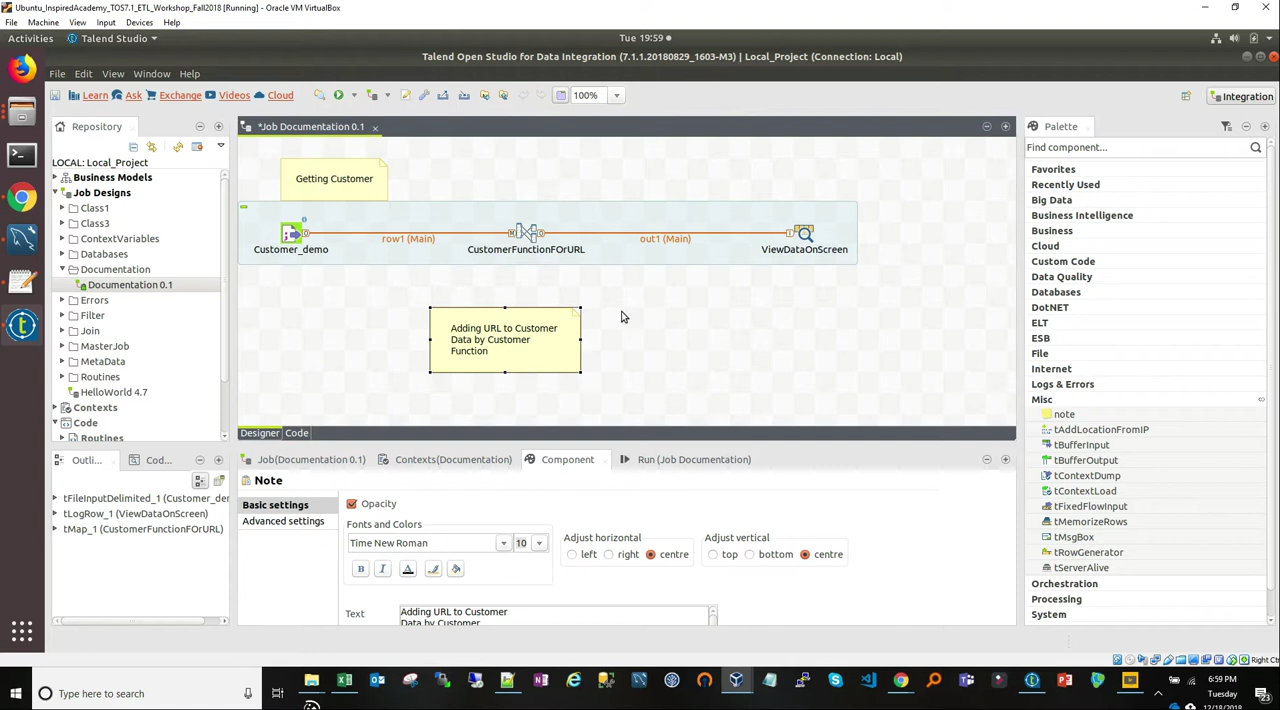 Ubuntu_InspiredAcademy_TOS7.1_ETL_Workshop_Fall2018 [Running] - Oracle VM VirtualBox
File Machine View Input Devices Help
Activities Talend Studio Tue 19:59
Talend Open Studio for Data Integration (7.1.1.20180829_1603-M3) | Local_Project (Connection: Local)
File Edit View Window Help
Learn Ask Exchange Videos Cloud 100% Integration
Repository
*Job Documentation 0.1
Palette
Find component...
LOCAL: Local_Project
Business Models
Job Designs
Class1
Class3
ContextVariables
Databases
Documentation
Documentation 0.1
Errors
Filter
Join
MasterJob
MetaData
Routines
HelloWorld 4.7
Contexts
Code
Routines
Getting Customer
row1 (Main)
out1 (Main)
Customer_demo
CustomerFunctionFOrURL
ViewDataOnScreen
Adding URL to Customer
Data by Customer
Function
Designer Code
Favorites
Recently Used
Big Data
Business Intelligence
Business
Cloud
Custom Code
Data Quality
Databases
DotNET
ELT
ESB
File
Internet
Logs & Errors
Misc
note
tAddLocationFromIP
tBufferInput
tBufferOutput
tContextDump
tContextLoad
tFixedFlowInput
tMemorizeRows
tMsgBox
tRowGenerator
tServerAlive
Orchestration
Processing
System
Outli...
Cod...
tFileInputDelimited_1 (Customer_der
tLogRow_1 (ViewDataOnScreen)
tMap_1 (CustomerFunctionFOrURL)
Job(Documentation 0.1) Contexts(Documentation) Component Run (Job Documentation)
Note
Basic settings
Advanced settings
Opacity
Fonts and Colors
Time New Roman 10
B I A
Adjust horizontal
left right centre
Adjust vertical
top bottom centre
Text
Adding URL to Customer
Data by Customer
Right Ct
Type here to search
6:59 PM
Tuesday
12/18/2018
23